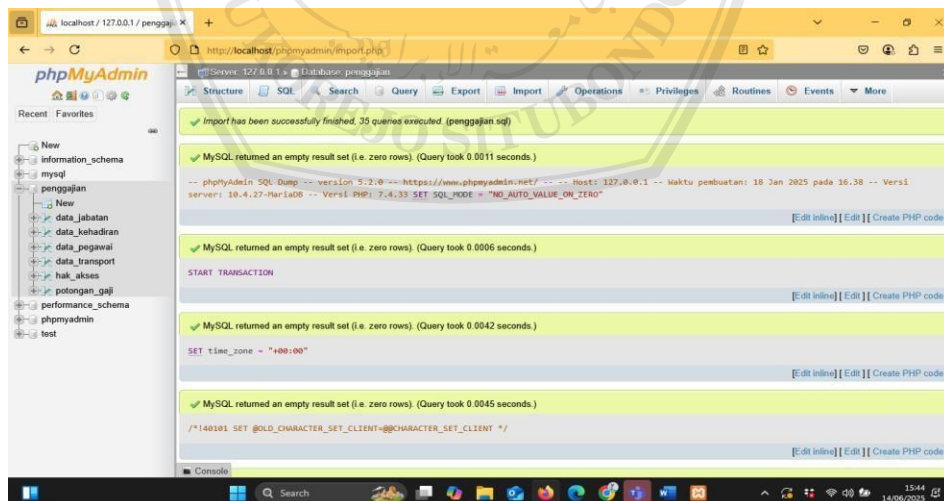 localhost / 127.0.0.1 / penggaji
http://localhost/phpmyadmin/import.php
phpMyAdmin
Recent Favorites
New
information_schema
mysql
penggajian
New
data_jabatan
data_kehadiran
data_pegawai
data_transport
hak_akses
potongan_gaji
performance_schema
phpmyadmin
test
Server: 127.0.0.1 » Database: penggajian
Structure SQL Search Query Export Import Operations Privileges Routines Events More
Import has been successfully finished, 35 queries executed. (penggajian.sql)
MySQL returned an empty result set (i.e. zero rows). (Query took 0.0011 seconds.)
-- phpMyAdmin SQL Dump -- version 5.2.0 -- https://www.phpmyadmin.net/ -- -- Host: 127.0.0.1 -- Waktu pembuatan: 18 Jan 2025 pada 16.38 -- Versi
server: 10.4.27-MariaDB -- Versi PHP: 7.4.33 SET SQL_MODE = "NO_AUTO_VALUE_ON_ZERO"
[Edit inline] [ Edit ] [ Create PHP code
MySQL returned an empty result set (i.e. zero rows). (Query took 0.0006 seconds.)
START TRANSACTION
[Edit inline] [ Edit ] [ Create PHP code
MySQL returned an empty result set (i.e. zero rows). (Query took 0.0042 seconds.)
SET time_zone = "+00:00"
[Edit inline] [ Edit ] [ Create PHP code
MySQL returned an empty result set (i.e. zero rows). (Query took 0.0045 seconds.)
/*!40101 SET @OLD_CHARACTER_SET_CLIENT=@@CHARACTER_SET_CLIENT */
[Edit inline] [ Edit ] [ Create PHP code
Console
Search
15:44
14/06/2025
REJO SITUBOND